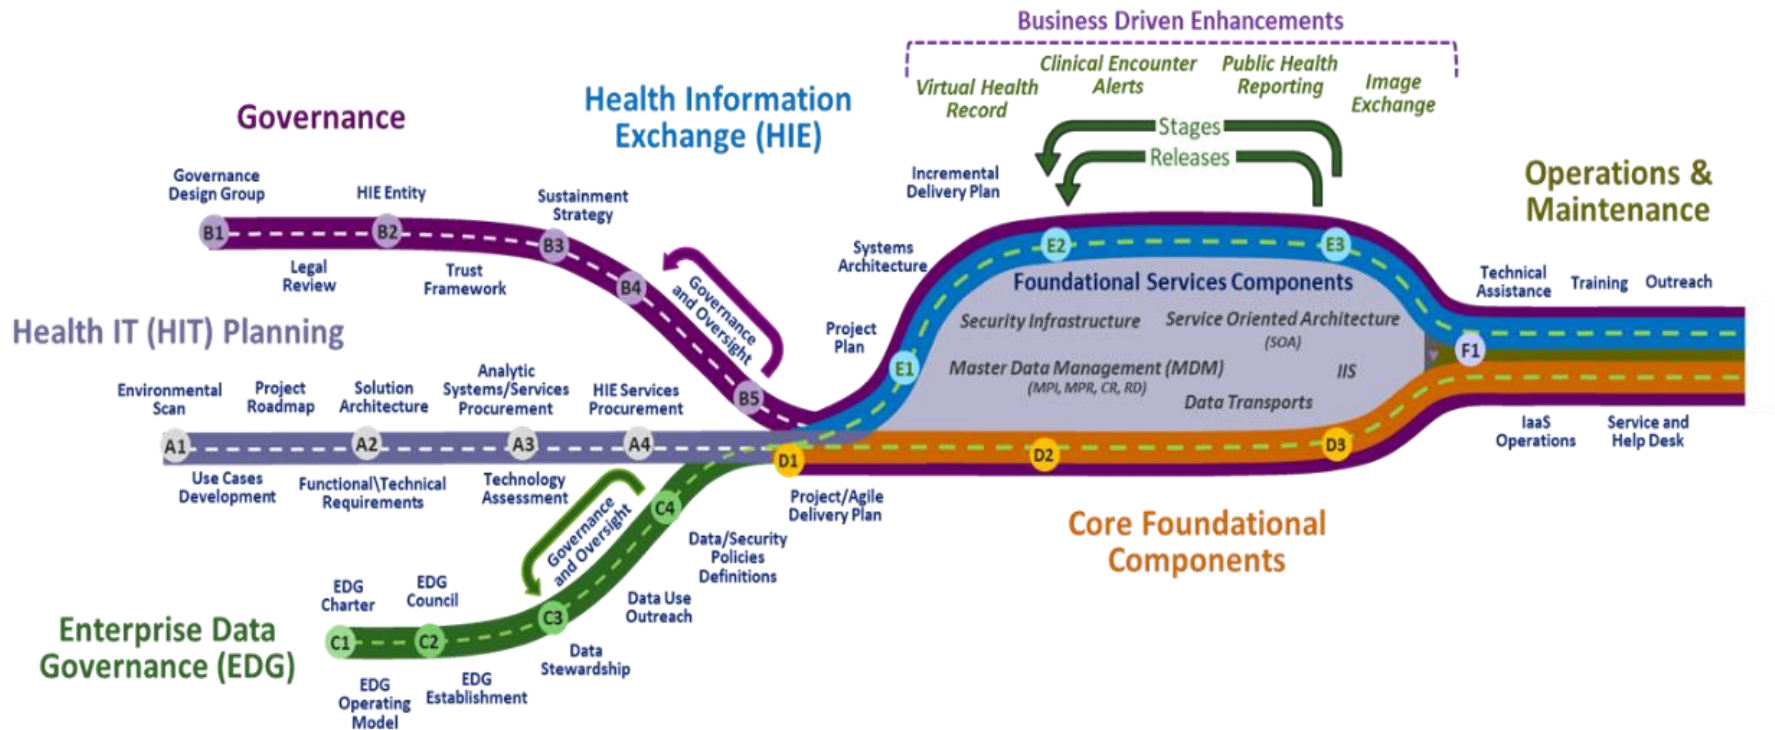 Business Driven Enhancements
Virtual Health
Record
Clinical Encounter
Alerts
Public Health
Reporting
Image
Exchange
Stages
Releases
Governance
Health Information
Exchange (HIE)
Incremental
Delivery Plan
Operations &
Maintenance
Governance
Design Group
HIE Entity
Sustainment
Strategy
B1
B2
B3
B4
B5
Legal
Review
Trust
Framework
Governance
and Oversight
Systems
Architecture
Project
Plan
E1
E2
E3
Foundational Services Components
Security Infrastructure
Service Oriented Architecture
(SOA)
Master Data Management (MDM)
(MPI, MPR, CR, RD)
IIS
Data Transports
Technical
Assistance
Training
Outreach
F1
IaaS
Operations
Service and
Help Desk
Health IT (HIT) Planning
Environmental
Scan
Project
Roadmap
Solution
Architecture
Analytic
Systems/Services
Procurement
HIE Services
Procurement
A1
A2
A3
A4
Use Cases
Development
Functional\Technical
Requirements
Technology
Assessment
D1
D2
D3
Project/Agile
Delivery Plan
Core Foundational
Components
Governance
and Oversight
Data/Security
Policies
Definitions
Data Use
Outreach
Data
Stewardship
EDG
Charter
EDG
Council
C1
C2
C3
C4
Enterprise Data
Governance (EDG)
EDG
Operating
Model
EDG
Establishment